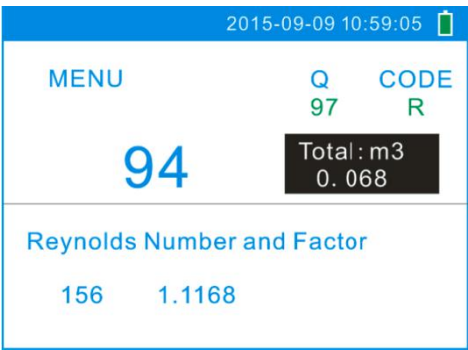 2015-09-09 10:59:05
MENU Q CODE
97 R
94 Total:m3
0.068
Reynolds Number and Factor
156 1.1168